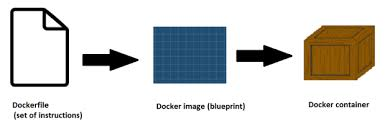 Dockerfile
(set of instructions)
Docker image (blueprint)
Docker container